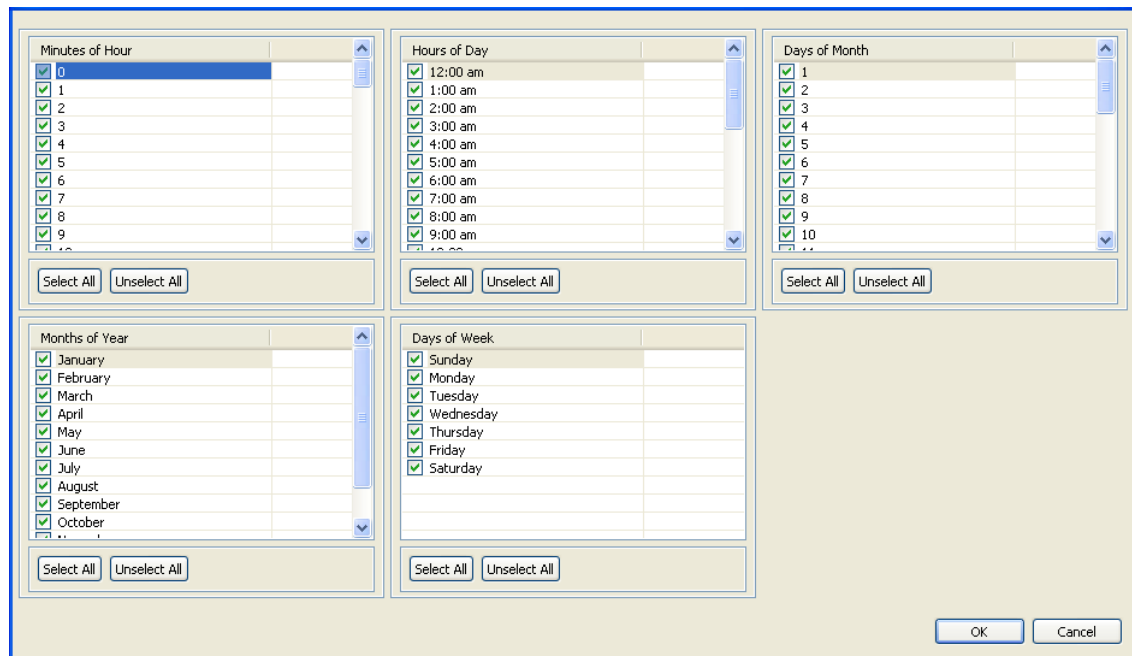 Minutes of Hour
0
1
2
3
4
5
6
7
8
9
Select All Unselect All
Hours of Day
12:00 am
1:00 am
2:00 am
3:00 am
4:00 am
5:00 am
6:00 am
7:00 am
8:00 am
9:00 am
Select All Unselect All
Days of Month
1
2
3
4
5
6
7
8
9
10
Select All Unselect All
Months of Year
January
February
March
April
May
June
July
August
September
October
Select All Unselect All
Days of Week
Sunday
Monday
Tuesday
Wednesday
Thursday
Friday
Saturday
Select All Unselect All
OK Cancel